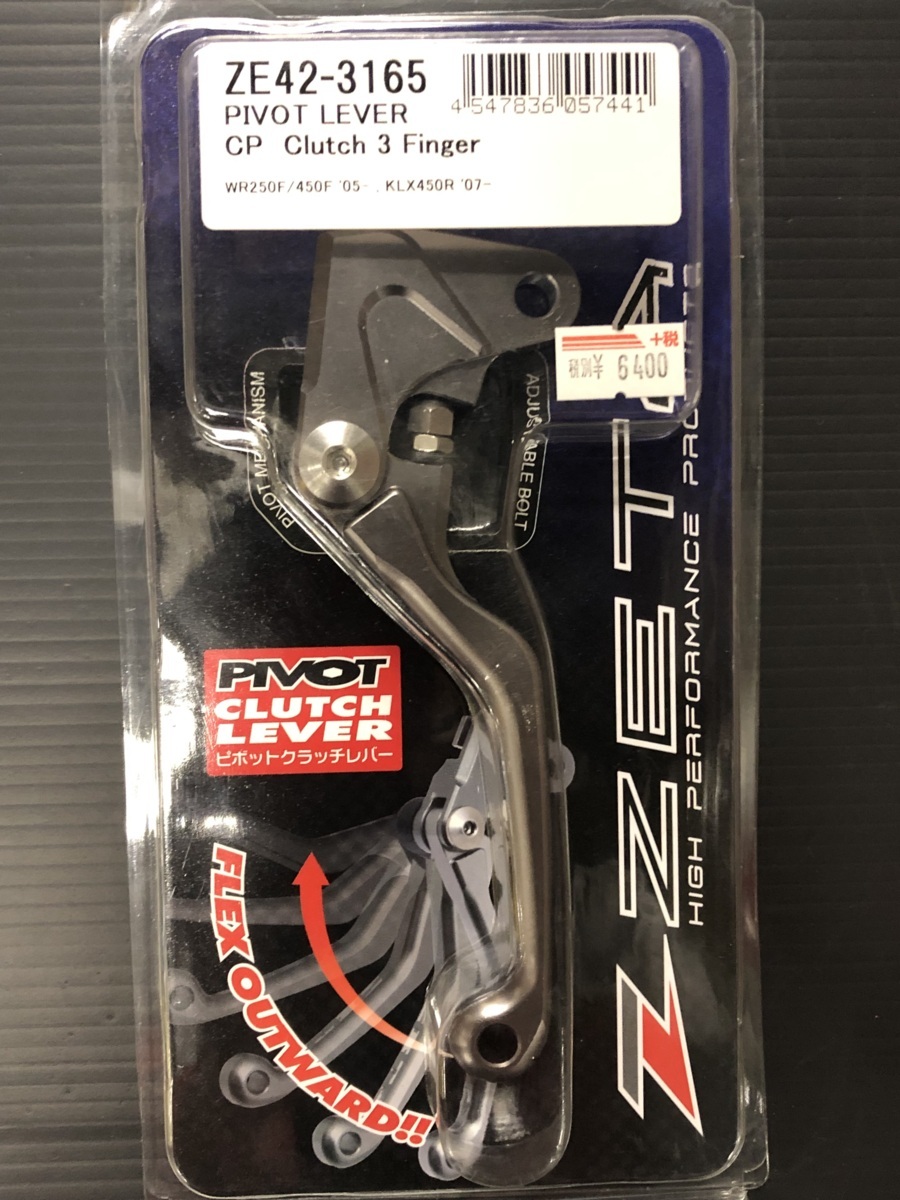 ZE42-3165
PIVOT LEVER
CP Clutch 3 Finger
WR250F/450F '05- , KLX450R '07-
4 547836 057441
+税
税別¥ 6400
PIVOT MECHANISM
ADJUSTABLE BOLT
PIVOT
CLUTCH
LEVER
ピボットクラッチレバー
FLEX OUTWARD!!
ZETA
HIGH PERFORMANCE PRODUCTS